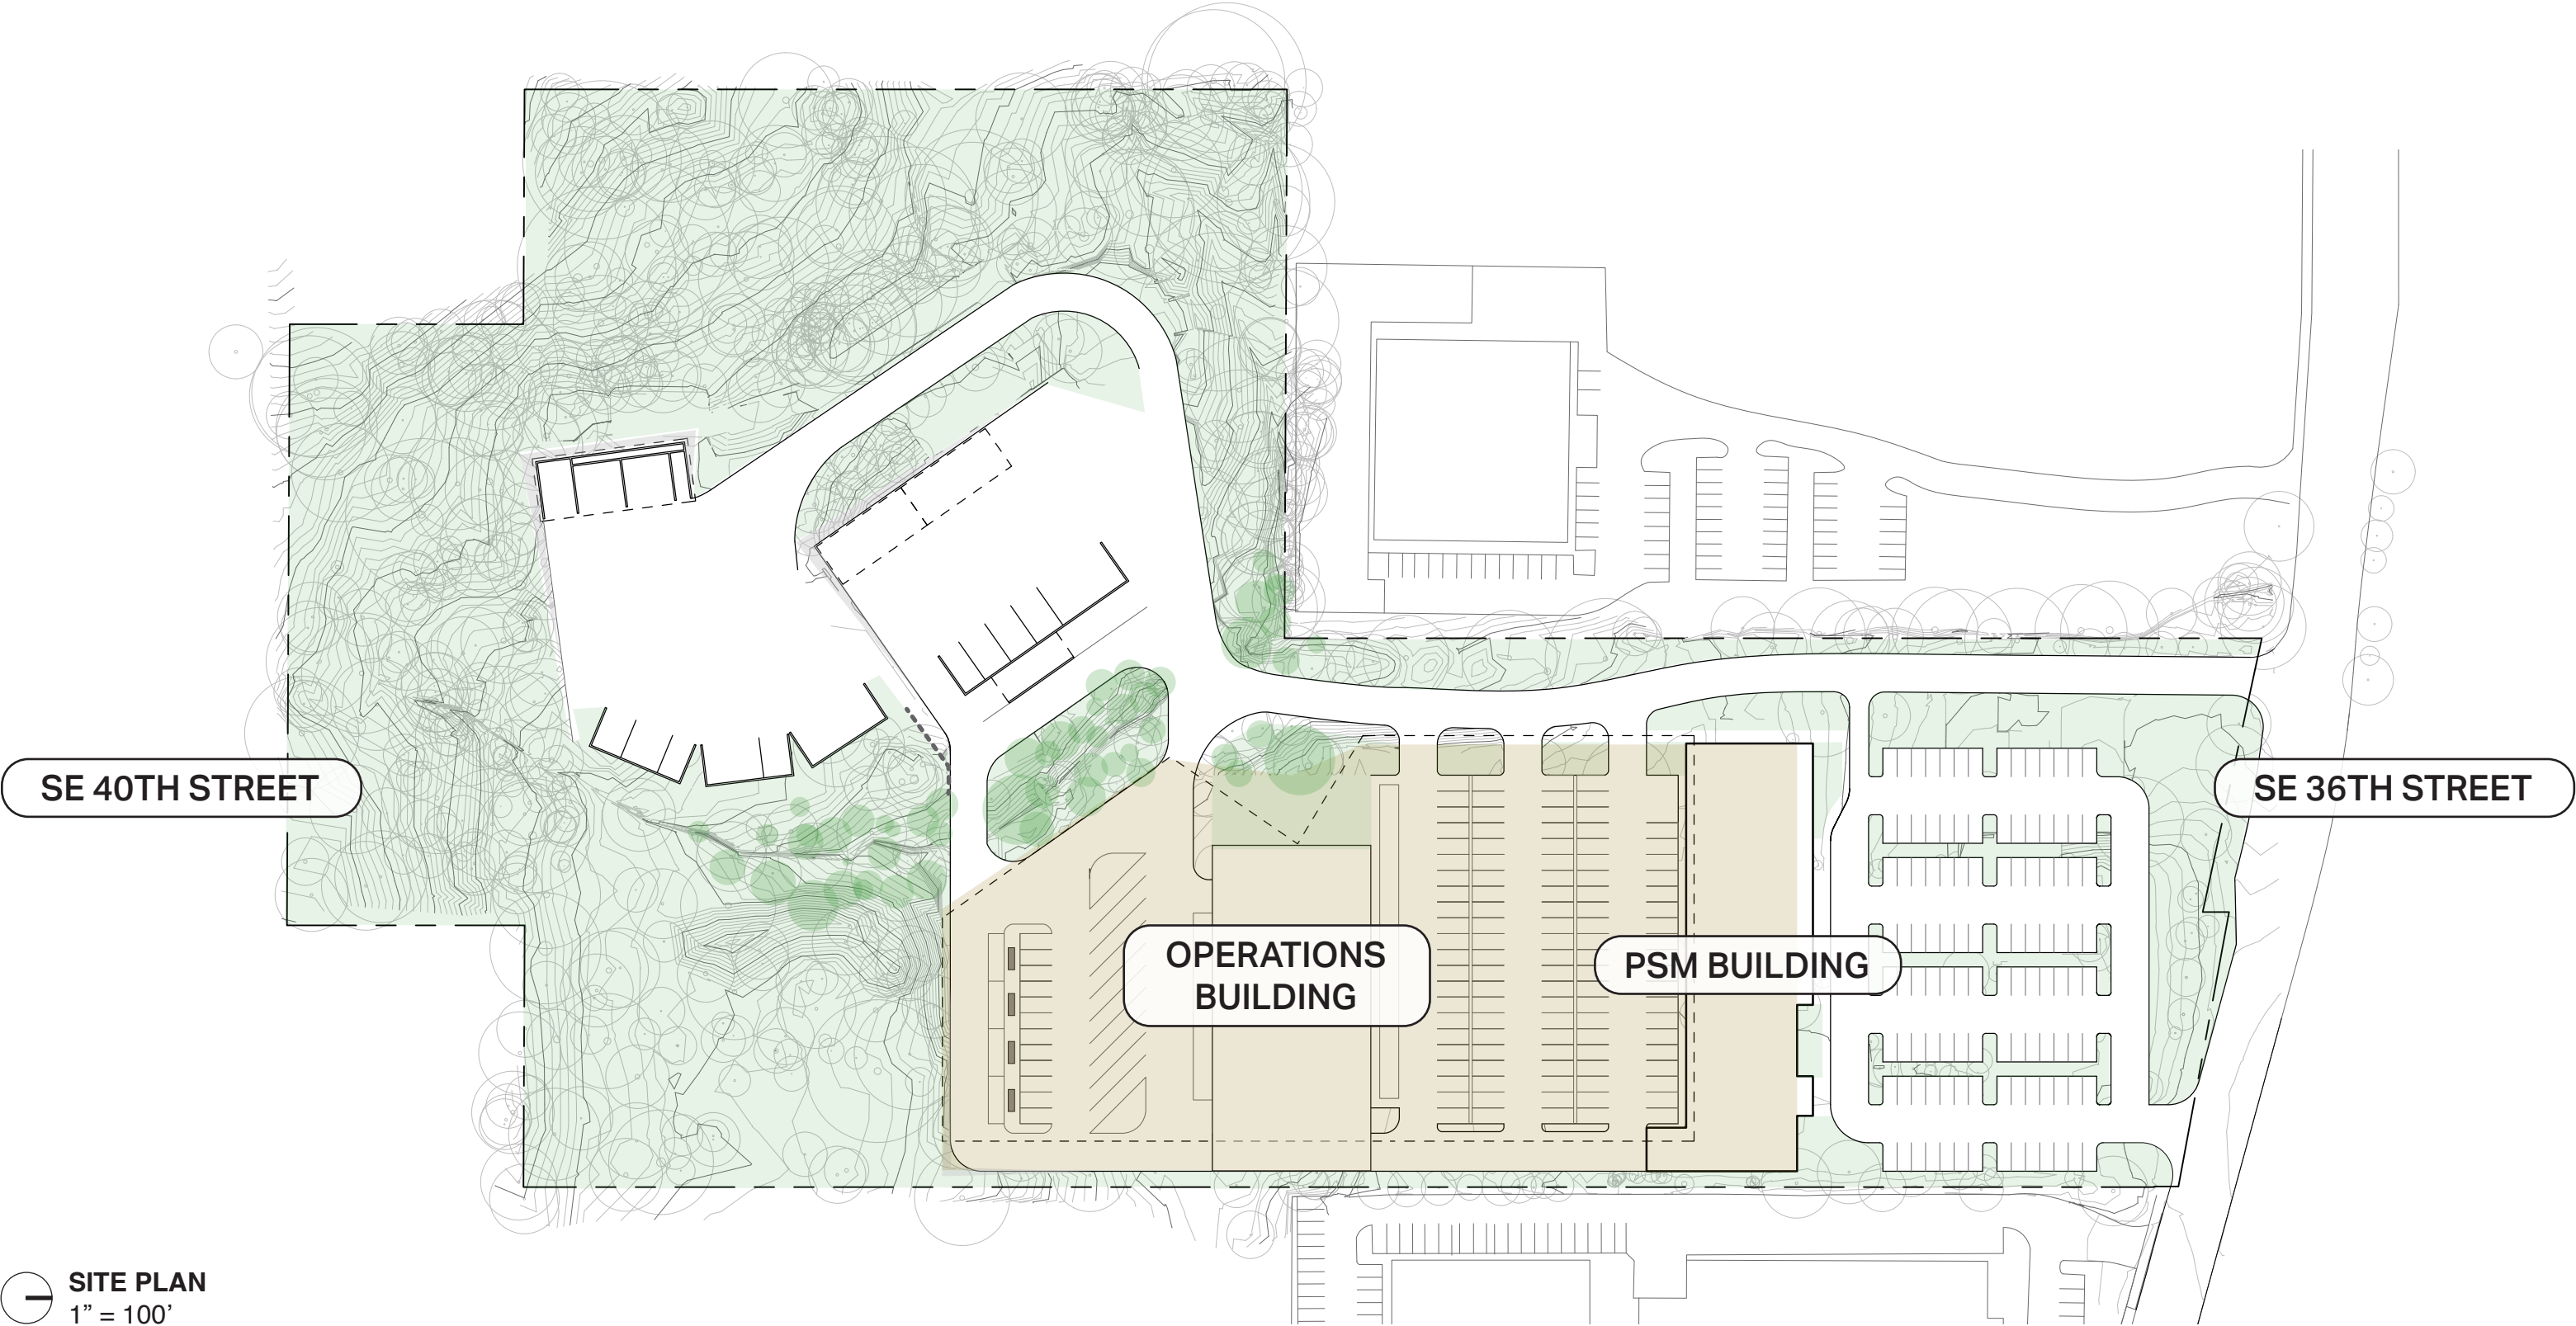 SE 40TH STREET
SE 36TH STREET
OPERATIONS
BUILDING
PSM BUILDING
SITE PLAN
1” = 100’